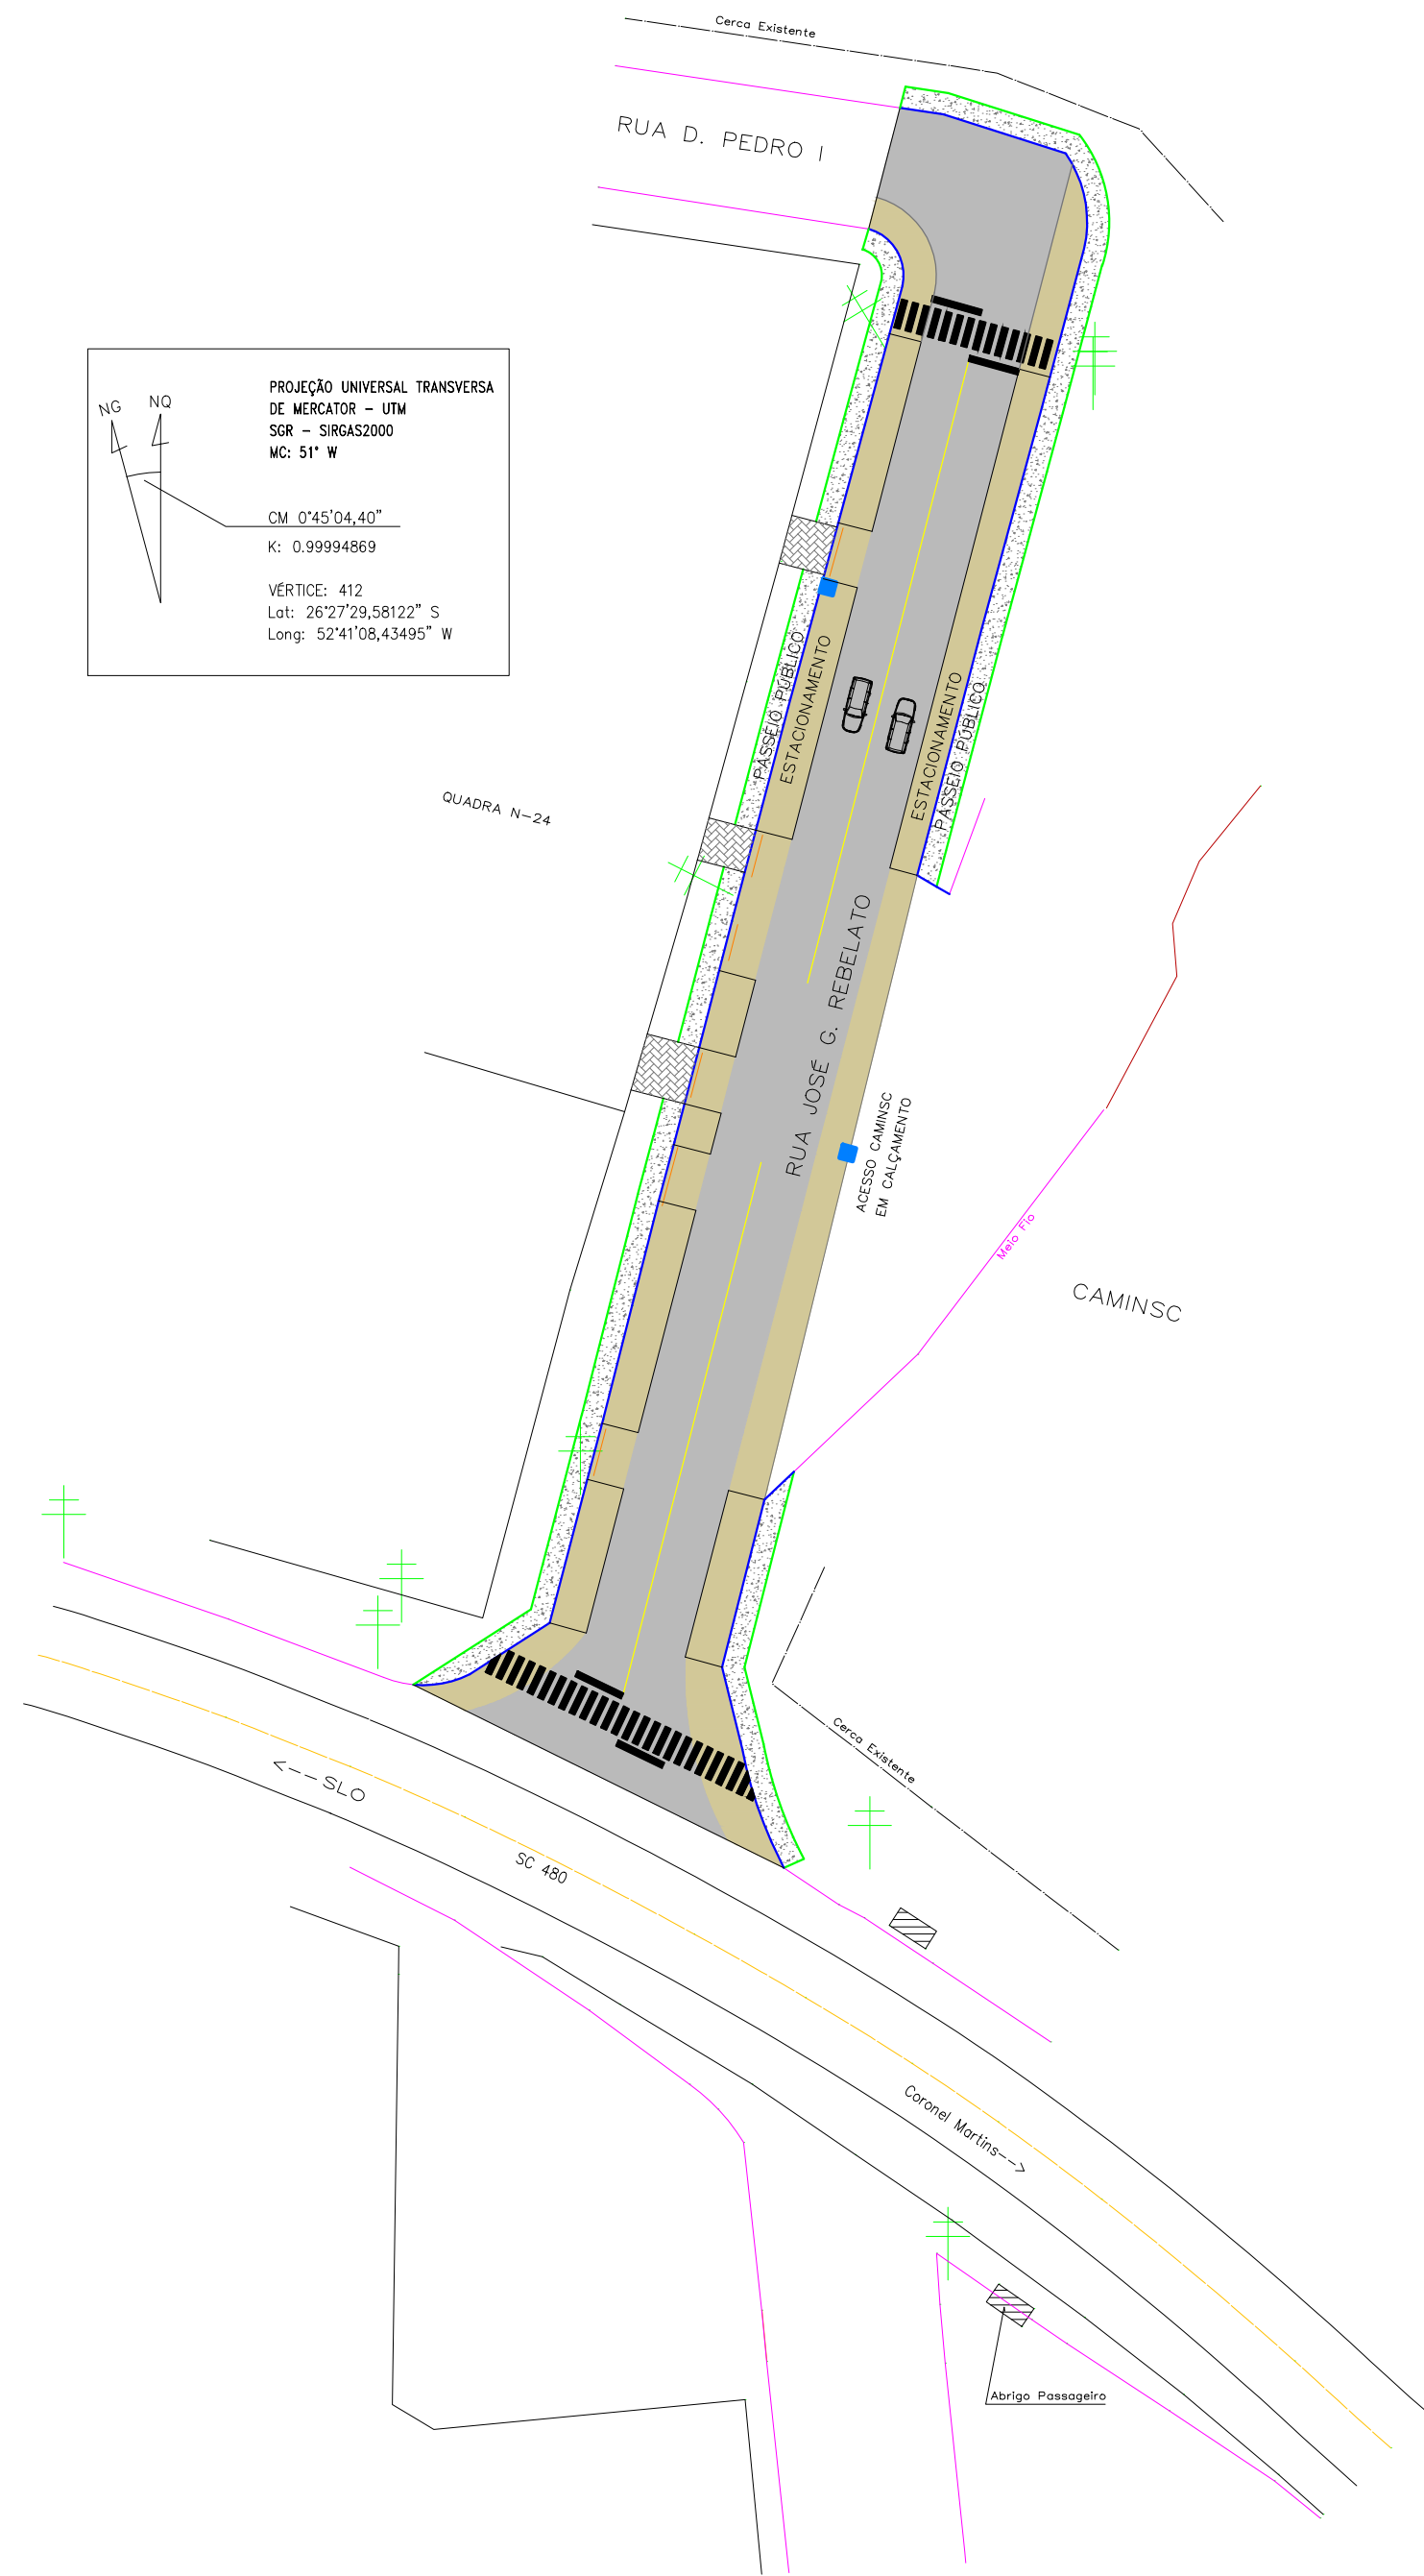 Cerca Existente
RUA D. PEDRO I
NG
NQ
PROJEÇÃO UNIVERSAL TRANSVERSA
DE MERCATOR - UTM
SGR - SIRGAS2000
MC: 51° W
CM 0°45'04,40"
K: 0.99994869
VÉRTICE: 412
Lat: 26°27'29,58122" S
Long: 52°41'08,43495" W
PASSEIO PÚBLICO
ESTACIONAMENTO
ESTACIONAMENTO
PASSEIO PÚBLICO
QUADRA N-24
RUA JOSÉ G. REBELATO
ACESSO CAMINSC
EM CALÇAMENTO
Meio Fio
CAMINSC
Cerca Existente
<---SLO
SC 480
Coronel Martins-->
Abrigo Passageiro